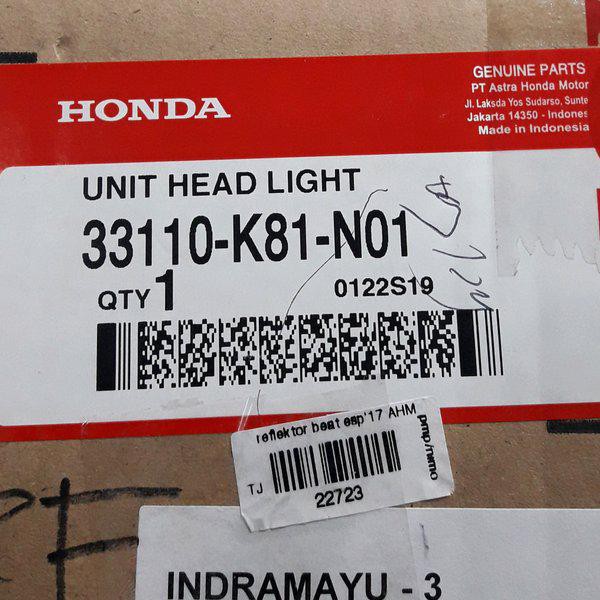 HONDA
GENUINE PARTS
PT Astra Honda Motor
Jl. Laksda Yos Sudarso, Sunte
Jakarta 14350 - Indones
Made in Indonesia
UNIT HEAD LIGHT
33110-K81-N01
QTY 1
0122S19
reflektor beat esp'17 AHM
pmp/nimo
TJ
22723
INDRAMAYU - 3